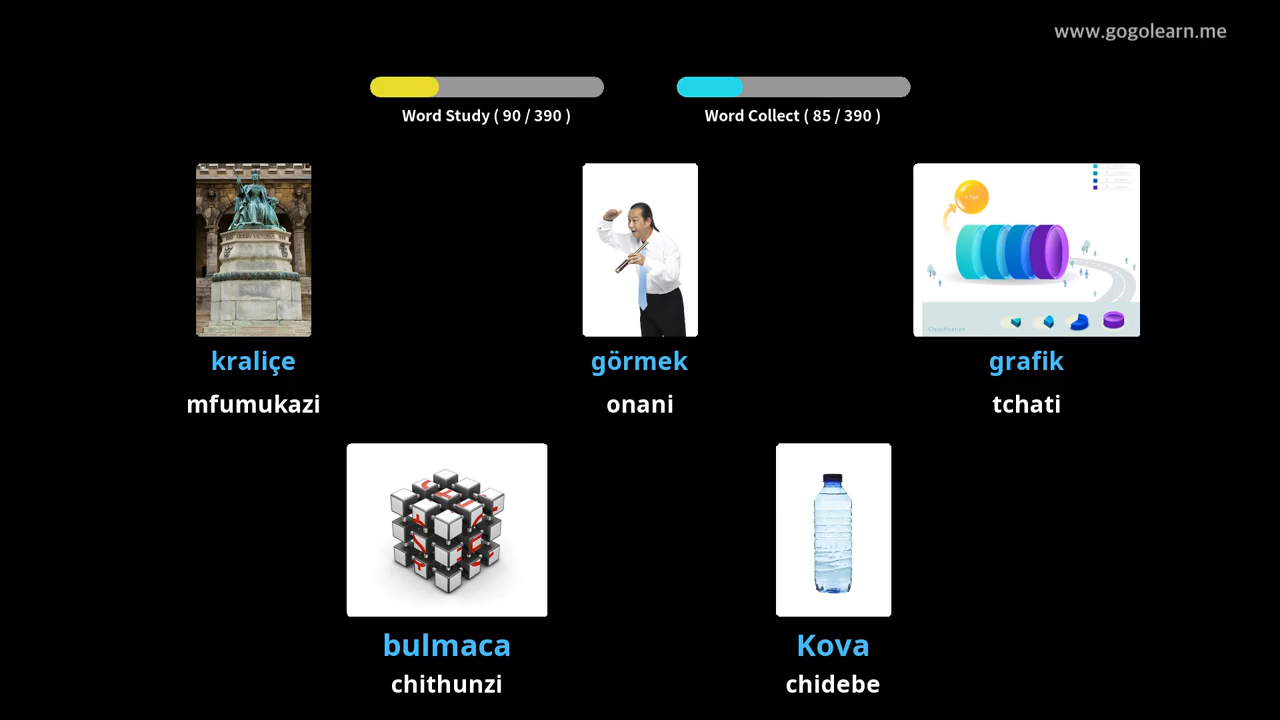 www.gogolearn.me
Word Study ( 90 / 390 )
Word Collect ( 85 / 390 )
kraliçe
görmek
grafik
mfumukazi
onani
tchati
bulmaca
Kova
chithunzi
chidebe